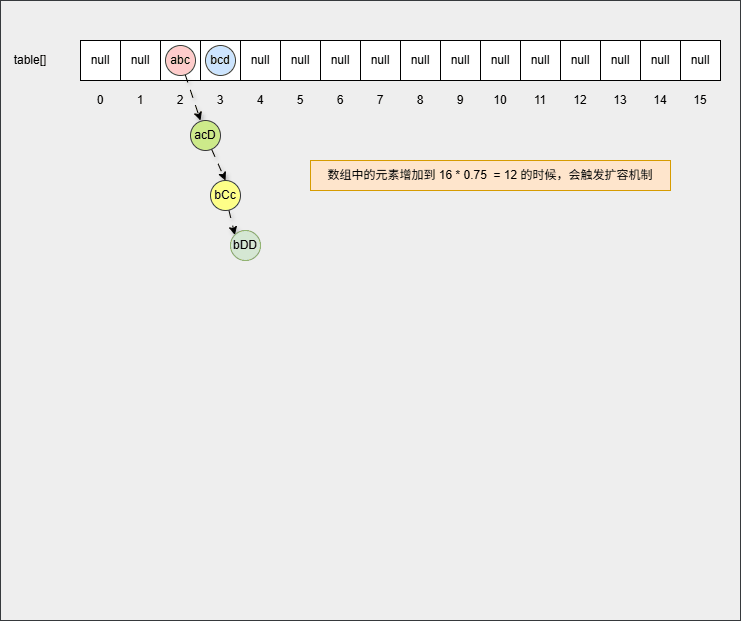 table[] null null abc bcd null null null null null null null null null null null null
0 1 2 3 4 5 6 7 8 9 10 11 12 13 14 15
acD
数组中的元素增加到 16 * 0.75 = 12 的时候，会触发扩容机制
bCc
bDD